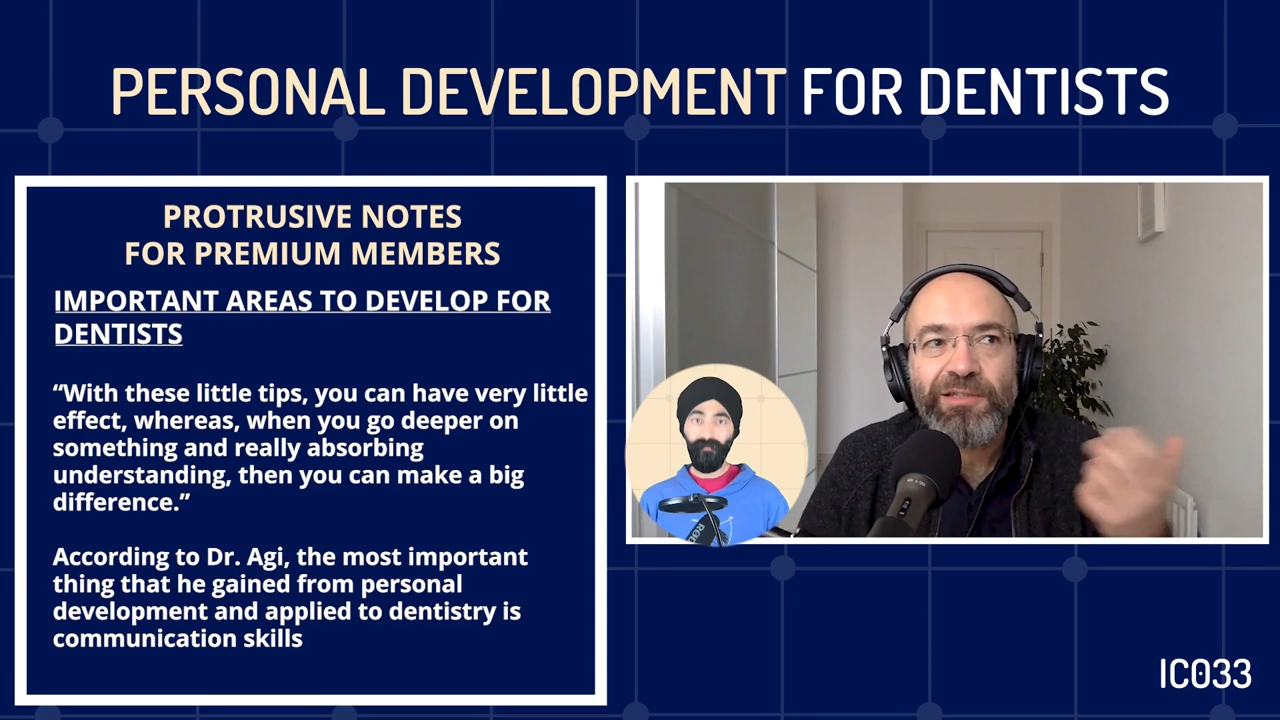 PERSONAL DEVELOPMENT FOR DENTISTS
PROTRUSIVE NOTES
FOR PREMIUM MEMBERS
IMPORTANT AREAS TO DEVELOP FOR
DENTISTS
“With these little tips, you can have very little
effect, whereas, when you go deeper on
something and really absorbing
understanding, then you can make a big
difference.”
According to Dr. Agi, the most important
thing that he gained from personal
development and applied to dentistry is
communication skills
IC033